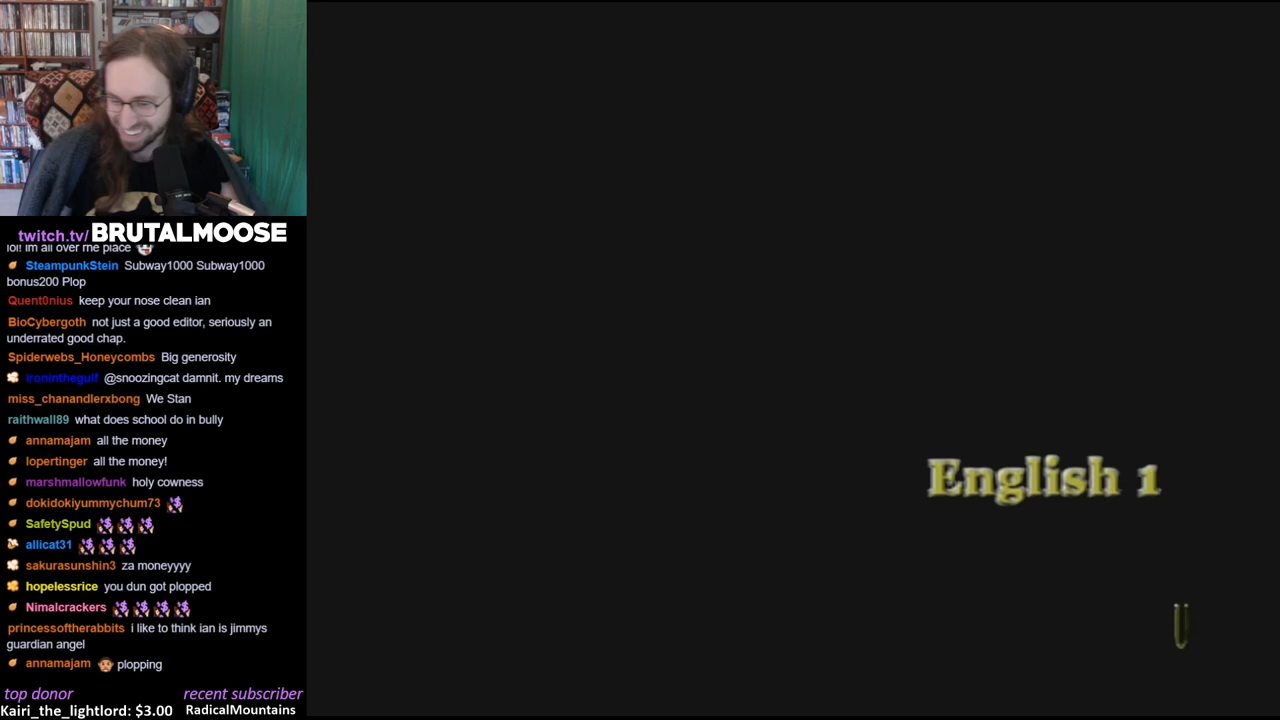 twitch.tv/BRUTALMOOSE
lol! im all over the place
SteampunkStein Subway1000 Subway1000
bonus200 Plop
Quent0nius keep your nose clean ian
BioCybergoth not just a good editor, seriously an
underrated good chap.
Spiderwebs_Honeycombs Big generosity
ironinthegulf @snoozingcat damnit. my dreams
miss_chanandlerxbong We Stan
raithwall89 what does school do in bully
annamajam all the money
lopertinger all the money!
marshmallowfunk holy cowness
dokidokiyummychum73
SafetySpud
allicat31
sakurasunshin3 za moneyyyy
hopelessrice you dun got plopped
Nimalcrackers
princessoftherabbits i like to think ian is jimmys
guardian angel
annamajam plopping
top donor recent subscriber
Kairi_the_lightlord: $3.00 RadicalMountains
English 1